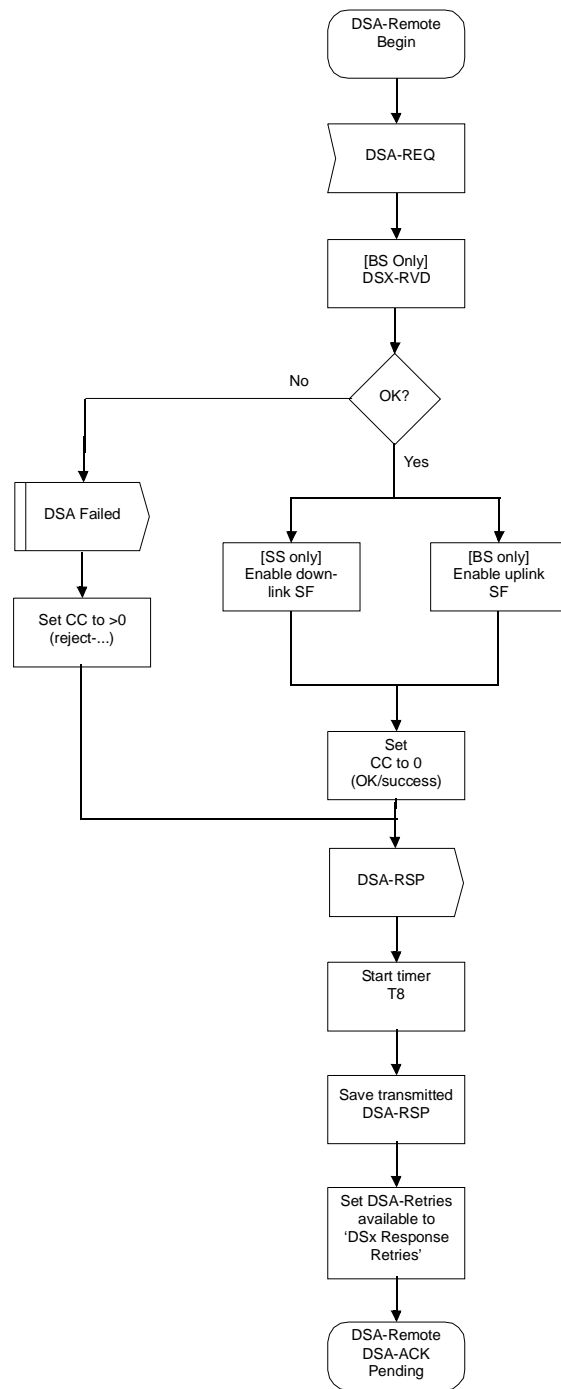 DSA-Remote
Begin
DSA-REQ
[BS Only]
DSX-RVD
OK?
No
Yes
DSA Failed
[SS only]
Enable down-
link SF
[BS only]
Enable uplink
SF
Set CC to >0
(reject-...)
Set
CC to 0
(OK/success)
DSA-RSP
Start timer
T8
Save transmitted
DSA-RSP
Set DSA-Retries
available to
‘DSx Response
Retries’
DSA-Remote
DSA-ACK
Pending